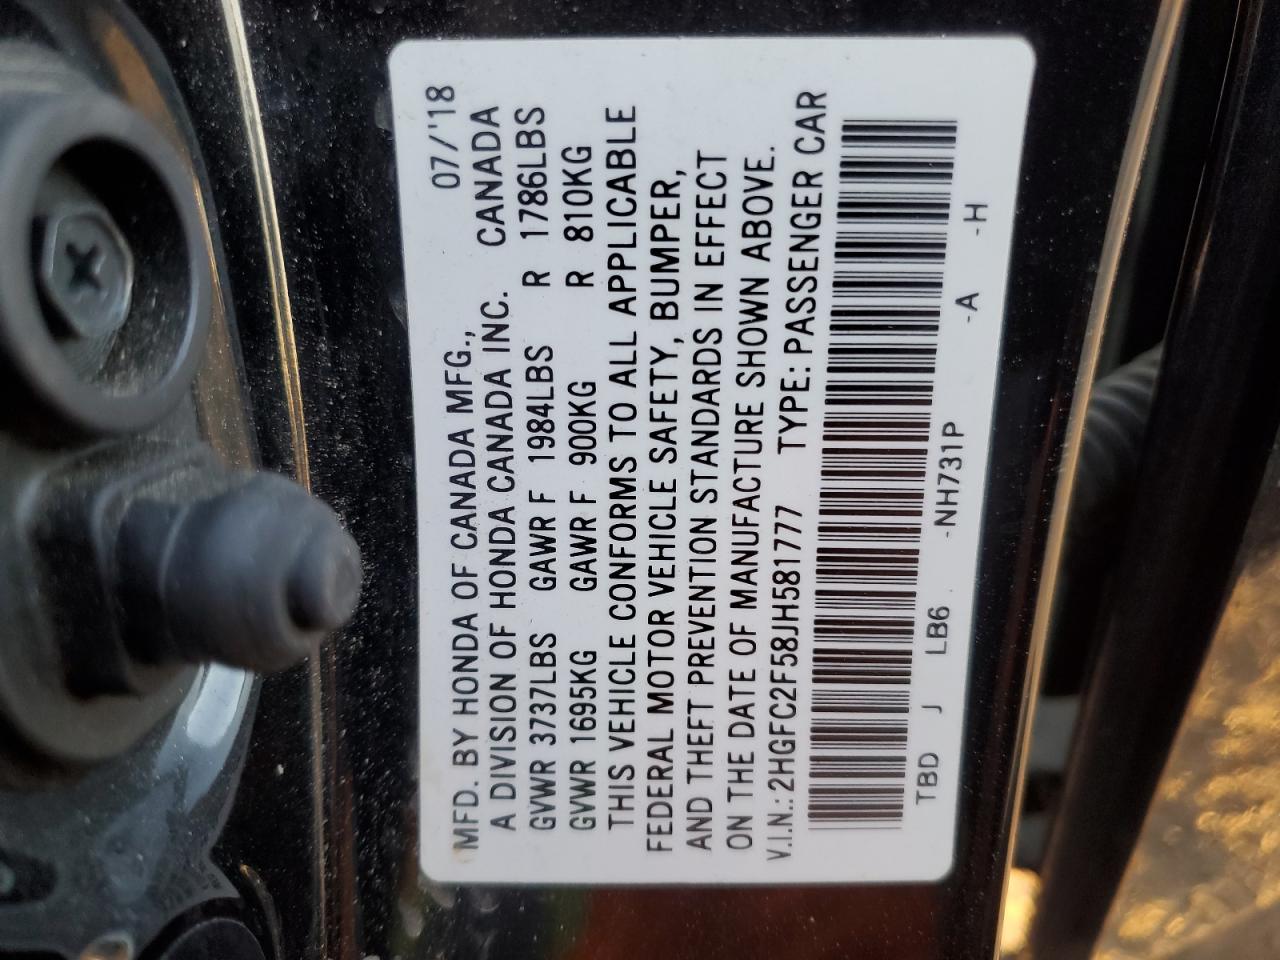 07/'18
MFD. BY HONDA OF CANADA MFG.,
A DIVISION OF HONDA CANADA INC. CANADA
GVWR 3737LBS GAWR F 1984LBS R 1786LBS
GVWR 1695KG GAWR F 900KG R 810KG
THIS VEHICLE CONFORMS TO ALL APPLICABLE
FEDERAL MOTOR VEHICLE SAFETY, BUMPER,
AND THEFT PREVENTION STANDARDS IN EFFECT
ON THE DATE OF MANUFACTURE SHOWN ABOVE.
V.I.N.: 2HGFC2F58JH581777 TYPE: PASSENGER CAR
TBD J LB6 -NH731P -A -H